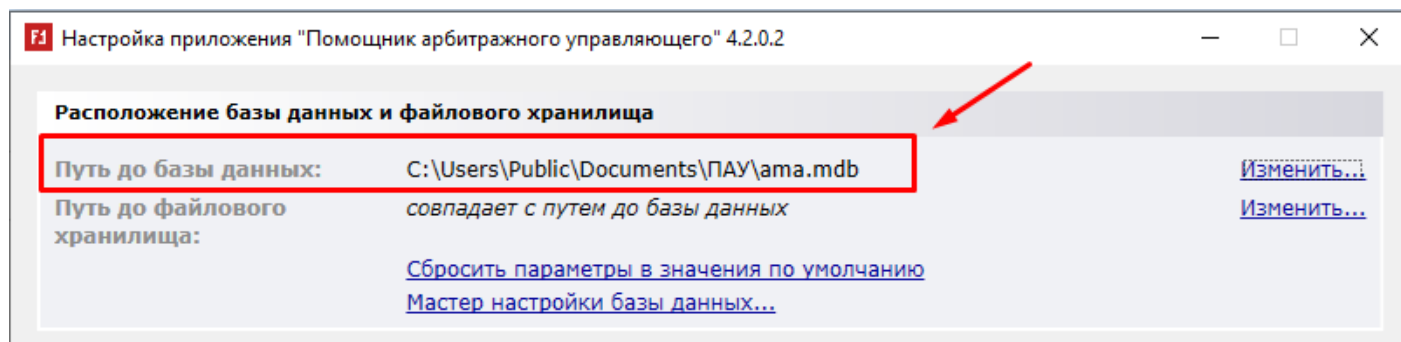 Настройка приложения "Помощник арбитражного управляющего" 4.2.0.2
Расположение базы данных и файлового хранилища
Путь до базы данных: C:\Users\Public\Documents\ПАУ\ama.mdb Изменить...
Путь до файлового совпадает с путем до базы данных Изменить...
хранилища:
Сбросить параметры в значения по умолчанию
Мастер настройки базы данных...